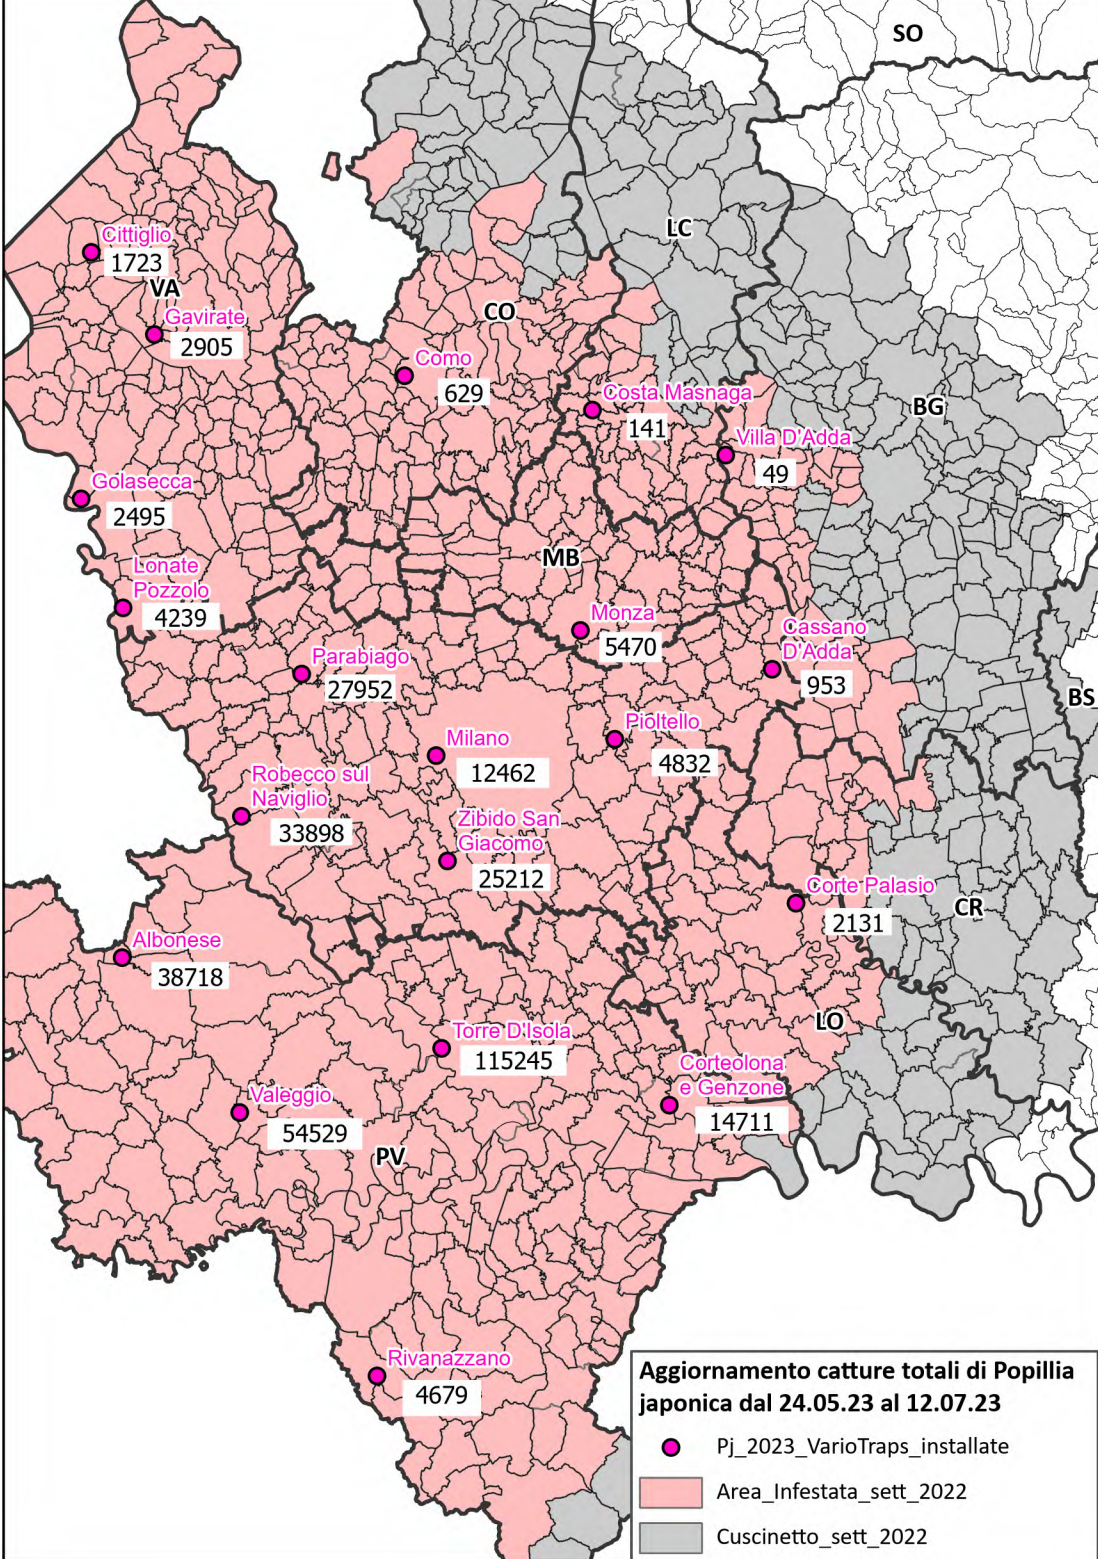 SO
Cittiglio
1723
VA
Gavirate
2905
LC
CO
Como
629
Costa Masnaga
141
BG
Villa D'Adda
49
Golasecca
2495
Lonate
Pozzolo
4239
MB
Monza
5470
Cassano
D'Adda
953
Parabiago
27952
BS
Pioltello
4832
Milano
12462
Robecco sul
Naviglio
33898
Zibido San
Giacomo
25212
Corte Palasio
2131
CR
Albonese
38718
LO
Torre D'Isola
115245
Corteolona
e Genzone
14711
Valeggio
54529
PV
Rivanazzano
4679
Aggiornamento catture totali di Popillia
japonica dal 24.05.23 al 12.07.23
Pj_2023_VarioTraps_installate
Area_Infestata_sett_2022
Cuscinetto_sett_2022